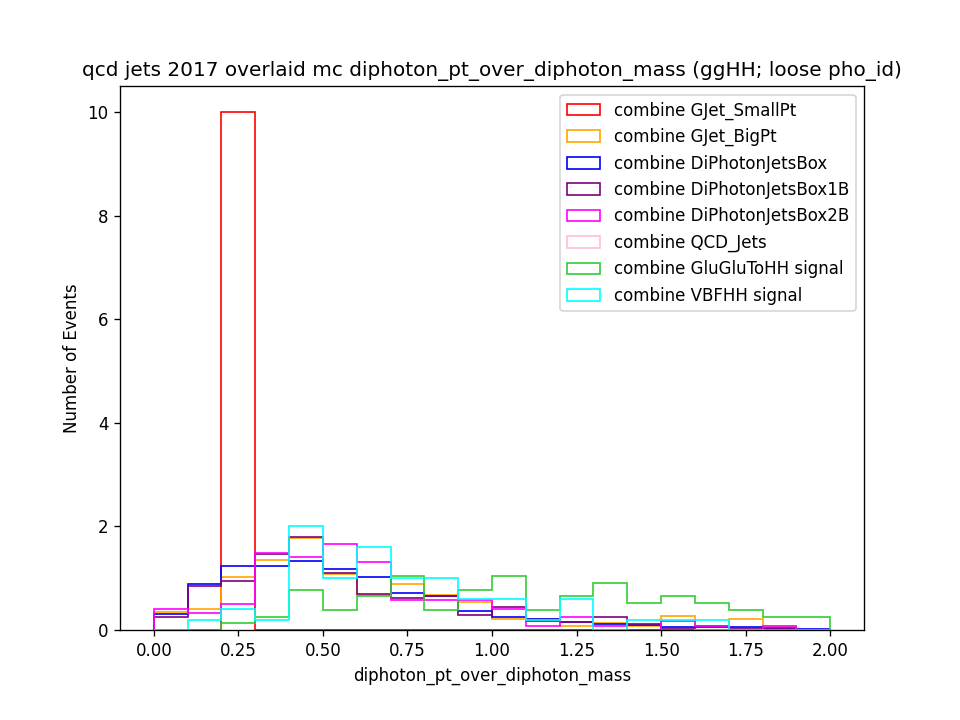 qcd jets 2017 overlaid mc diphoton_pt_over_diphoton_mass (ggHH; loose pho_id)
combine GJet_SmallPt
combine GJet_BigPt
combine DiPhotonJetsBox
combine DiPhotonJetsBox1B
combine DiPhotonJetsBox2B
combine QCD_Jets
combine GluGluToHH signal
combine VBFHH signal
Number of Events
10
8
6
4
2
0
0.00 0.25 0.50 0.75 1.00 1.25 1.50 1.75 2.00
diphoton_pt_over_diphoton_mass